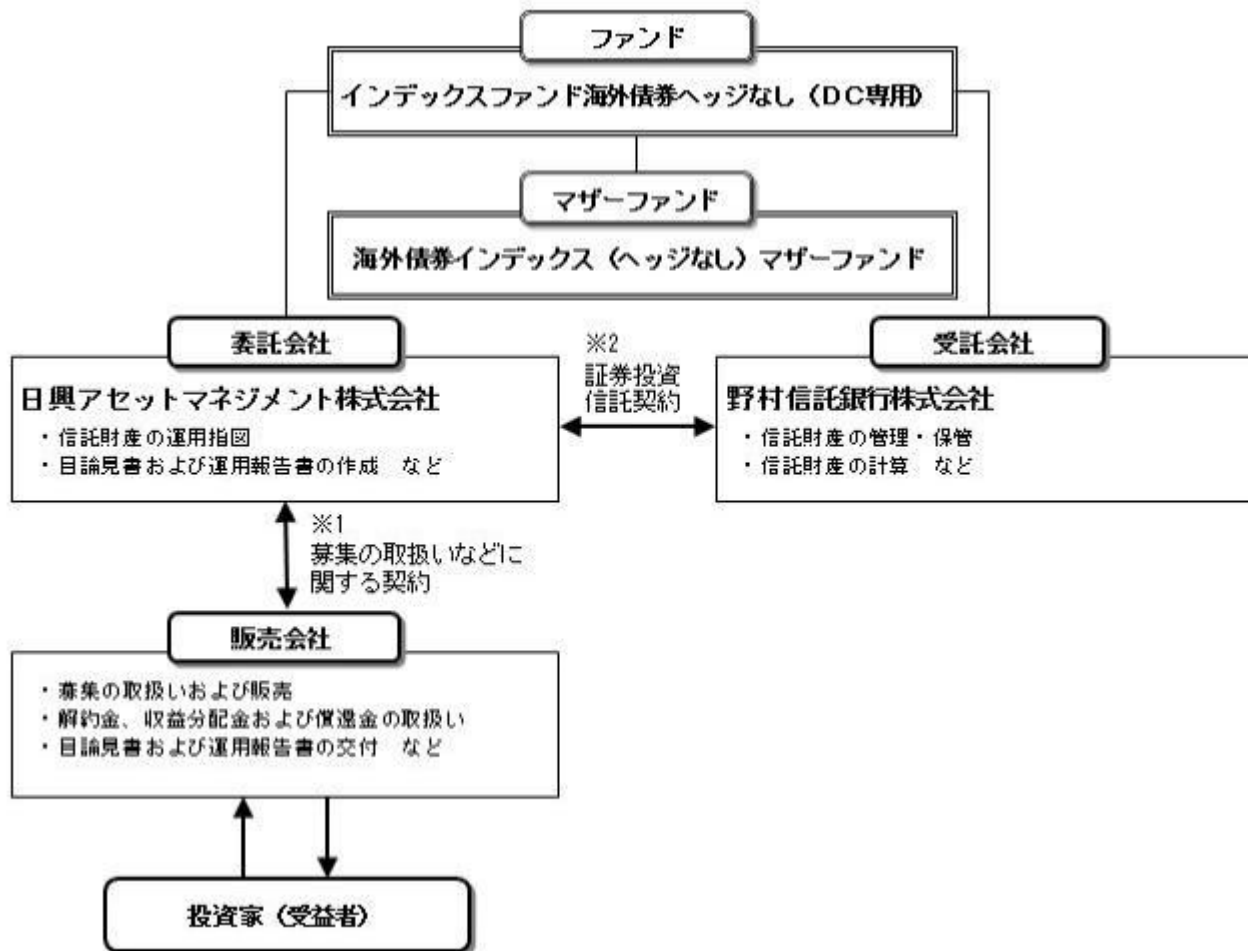 ファンド
インデックスファンド海外債券ヘッジなし（DC専用）
マザーファンド
海外債券インデックス（ヘッジなし）マザーファンド
委託会社
日興アセットマネジメント株式会社
・信託財産の運用指図
・目論見書および運用報告書の作成　など
※2
証券投資
信託契約
受託会社
野村信託銀行株式会社
・信託財産の管理・保管
・信託財産の計算　など
※1
募集の取扱いなどに
関する契約
販売会社
・募集の取扱いおよび販売
・解約金、収益分配金および償還金の取扱い
・目論見書および運用報告書の交付　など
投資家（受益者）